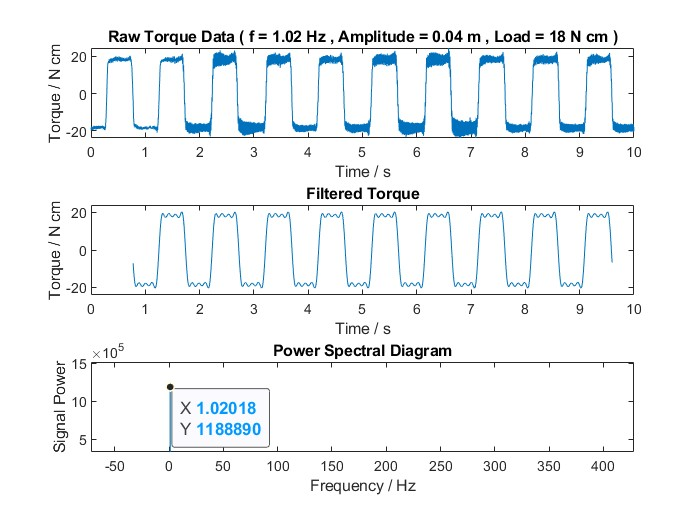 Raw Torque Data ( f = 1.02 Hz , Amplitude = 0.04 m , Load = 18 N cm )
Torque / N cm
20
0
-20
0 1 2 3 4 5 6 7 8 9 10
Time / s
Filtered Torque
Torque / N cm
20
0
-20
0 1 2 3 4 5 6 7 8 9 10
Time / s
×10⁵
Power Spectral Diagram
Signal Power
15
10
5
X 1.02018
Y 1188890
-50 0 50 100 150 200 250 300 350 400
Frequency / Hz